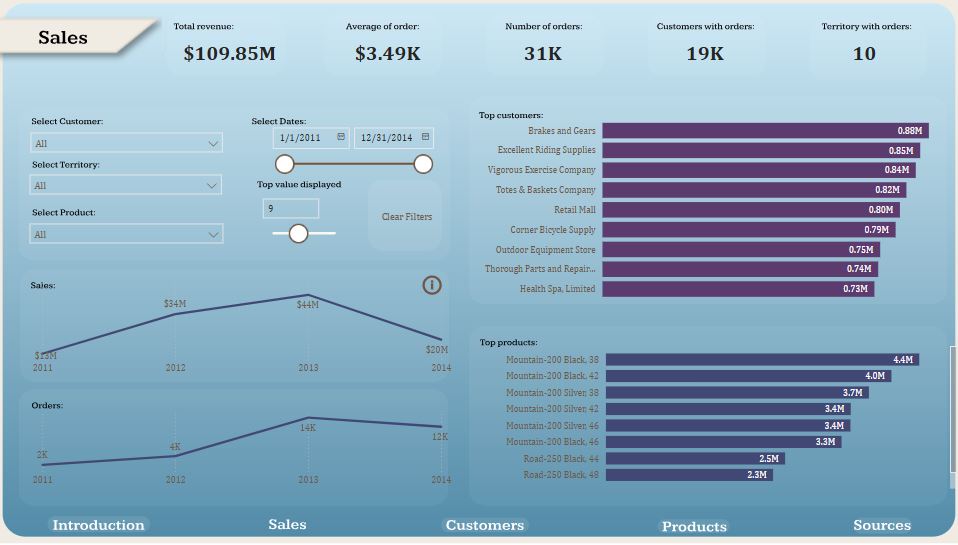 Sales
Total revenue:
$109.85M
Average of order:
$3.49K
Number of orders:
31K
Customers with orders:
19K
Territory with orders:
10
Select Customer:
All
Select Territory:
All
Select Product:
All
Select Dates:
1/1/2011
12/31/2014
Top value displayed
9
Clear Filters
Top customers:
Brakes and Gears 0.88M
Excellent Riding Supplies 0.85M
Vigorous Exercise Company 0.84M
Totes & Baskets Company 0.82M
Retail Mall 0.80M
Corner Bicycle Supply 0.79M
Outdoor Equipment Store 0.75M
Thorough Parts and Repair... 0.74M
Health Spa, Limited 0.73M
Sales:
$13M $34M $44M $20M
2011 2012 2013 2014
Orders:
2K 4K 14K 12K
2011 2012 2013 2014
Top products:
Mountain-200 Black, 38 4.4M
Mountain-200 Black, 42 4.0M
Mountain-200 Silver, 38 3.7M
Mountain-200 Silver, 42 3.4M
Mountain-200 Silver, 46 3.4M
Mountain-200 Black, 46 3.3M
Road-250 Black, 44 2.5M
Road-250 Black, 48 2.3M
Introduction Sales Customers Products Sources